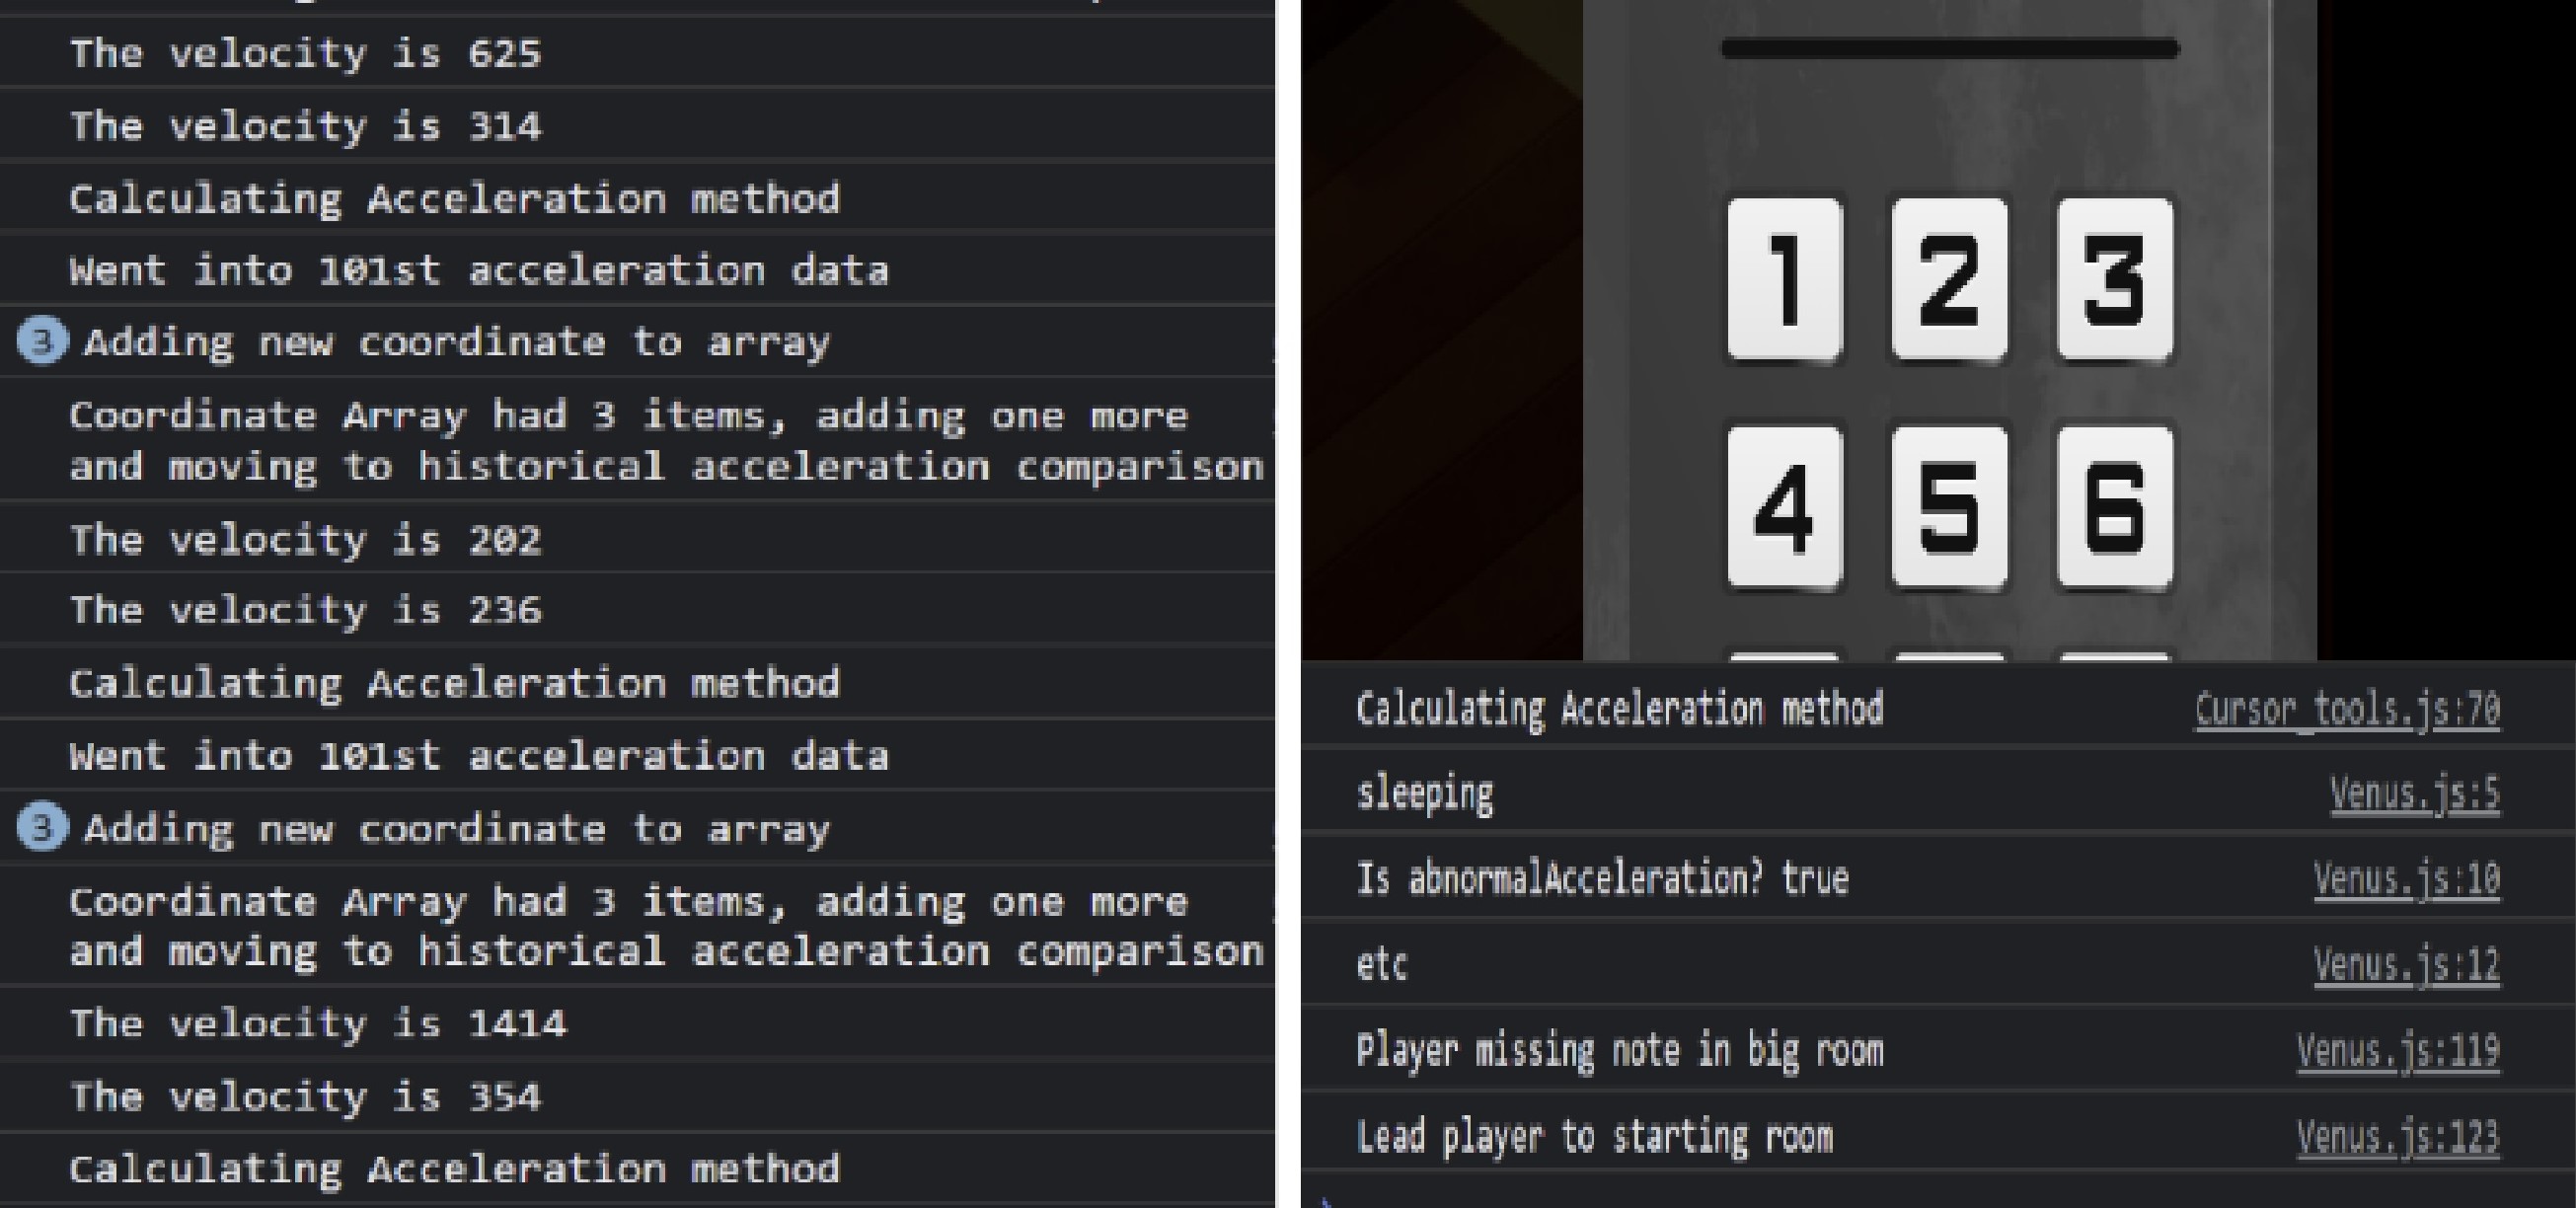 The velocity is 625
The velocity is 314
Calculating Acceleration method
Went into 101st acceleration data
3 Adding new coordinate to array
Coordinate Array had 3 items, adding one more
and moving to historical acceleration comparison
The velocity is 202
The velocity is 236
Calculating Acceleration method
Went into 101st acceleration data
3 Adding new coordinate to array
Coordinate Array had 3 items, adding one more
and moving to historical acceleration comparison
The velocity is 1414
The velocity is 354
Calculating Acceleration method
1 2 3
4 5 6
Calculating Acceleration method Cursor_tools.js:70
sleeping Venus.js:5
Is abnormalAcceleration? true Venus.js:10
etc Venus.js:12
Player missing note in big room Venus.js:119
Lead player to starting room Venus.js:123